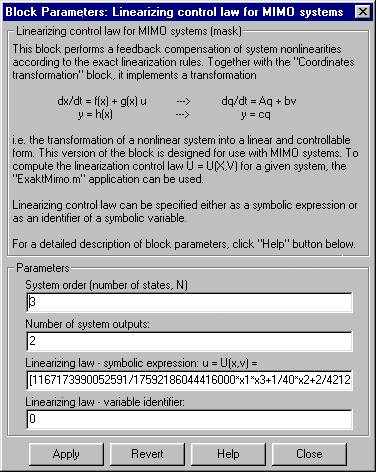 Block Parameters: Linearizing control law for MIMO systems
Linearizing control law for MIMO systems (mask)
This block performs a feedback compensation of system nonlinearities
according to the exact linearization rules. Together with the "Coordinates
transformation" block, it implements a transformation
dx/dt = f(x) + g(x) u ---> dq/dt = Aq + bv
y = h(x) ---> y = cq
i.e. the transformation of a nonlinear system into a linear and controllable
form. This version of the block is designed for use with MIMO systems. To
compute the linearization control law U = U(X,V) for a given system, the
"ExaktMimo.m" application can be used.
Linearizing control law can be specified either as a symbolic expression or
as an identifier of a symbolic variable.
For a detailed description of block parameters, click "Help" button below.
Parameters
System order (number of states, N)
3
Number of system outputs:
2
Linearizing law - symbolic expression: u = U(x,v) =
[1167173990052591/17592186044416000*x1*x3+1/40*x2+2/4212
Linearizing law - variable identifier:
0
Apply Revert Help Close